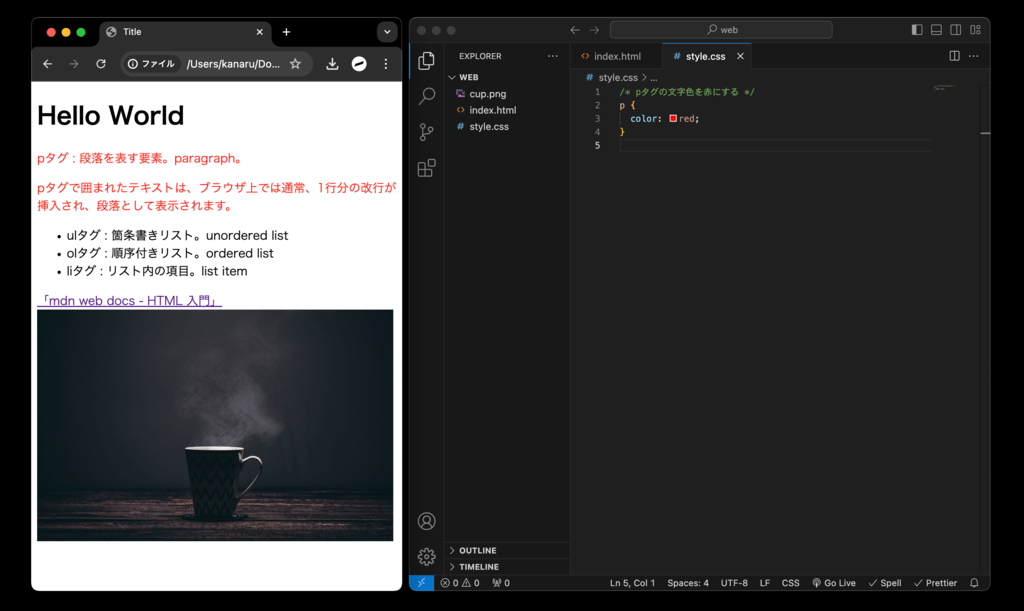 Title
ファイル
/Users/kanaru/Do...
Hello World
pタグ : 段落を表す要素。paragraph。
pタグで囲まれたテキストは、ブラウザ上では通常、1行分の改行が
挿入され、段落として表示されます。
• ulタグ : 箇条書きリスト。unordered list
• olタグ : 順序付きリスト。ordered list
• liタグ : リスト内の項目。list item
「mdn web docs - HTML 入門」
web
EXPLORER
WEB
cup.png
index.html
style.css
OUTLINE
TIMELINE
index.html
style.css
style.css > ...
1 /* pタグの文字色を赤にする */
2 p {
3 color: red;
4 }
5
0 0 0
Ln 5, Col 1 Spaces: 4 UTF-8 LF CSS Go Live Spell Prettier